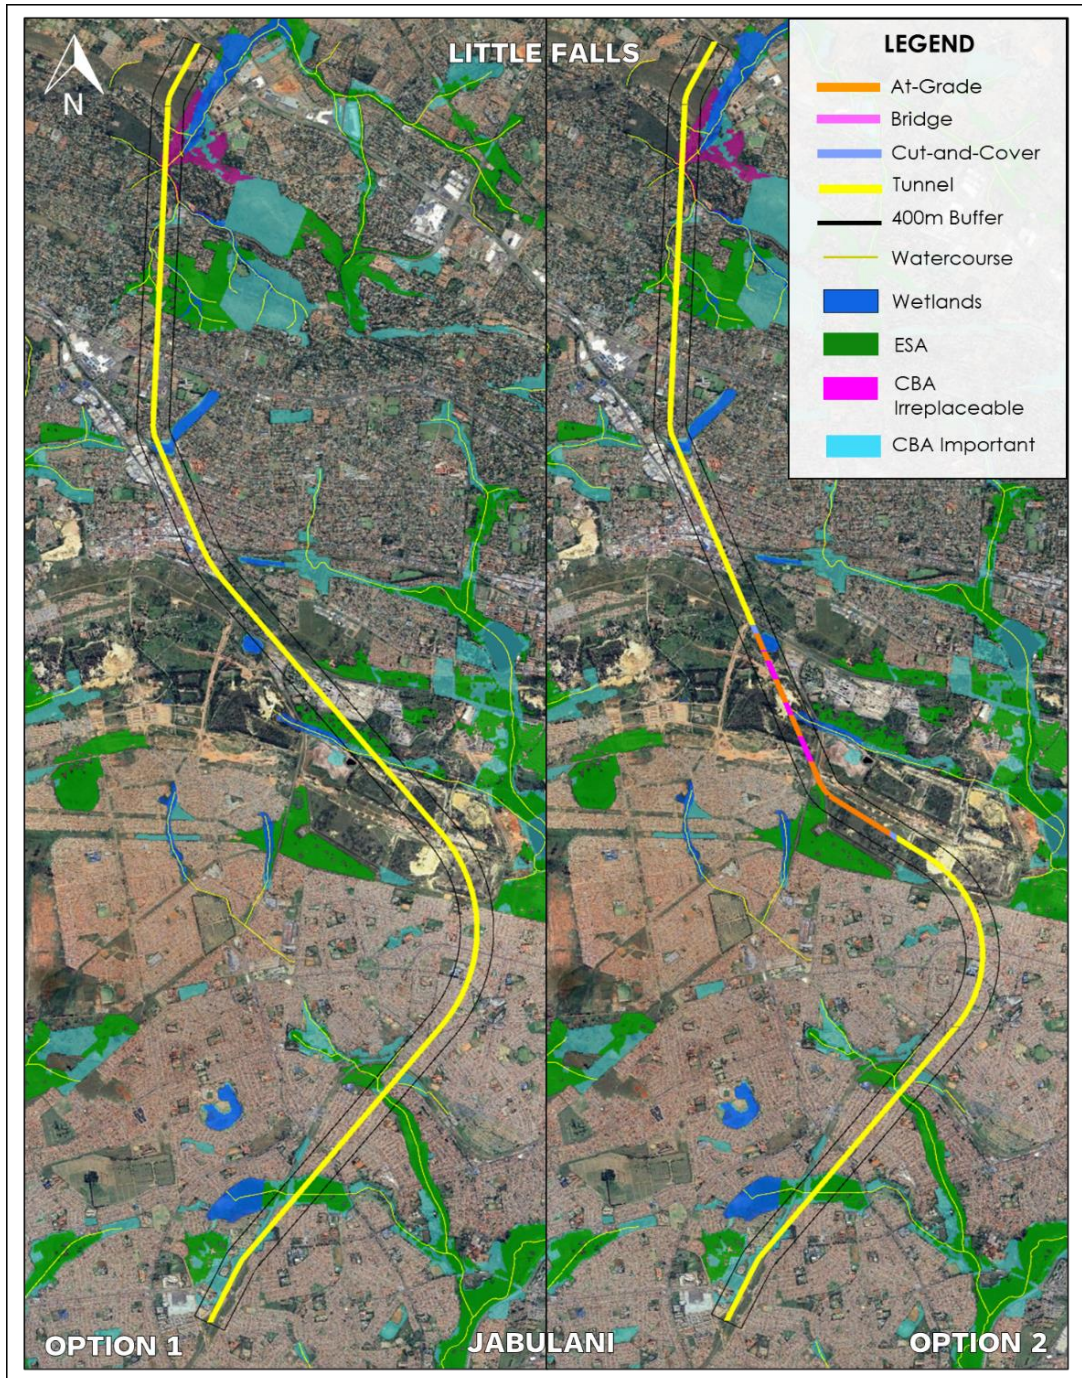 LITTLE FALLS
N
LEGEND
At-Grade
Bridge
Cut-and-Cover
Tunnel
400m Buffer
Watercourse
Wetlands
ESA
CBA
Irreplaceable
CBA Important
OPTION 1
JABULANI
OPTION 2